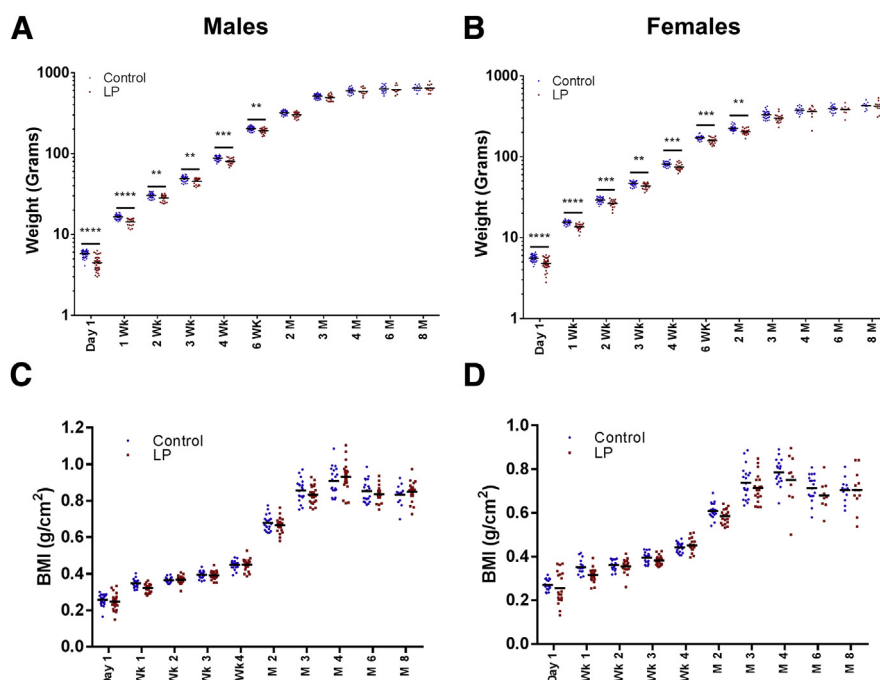 A
Males
1000
100
10
1
Weight (Grams)
Control
LP
****
****
**
**
***
**
Day 1
1 Wk
2 Wk
3 Wk
4 Wk
6 WK
2 M
3 M
4 M
6 M
8 M
B
Females
1000
100
10
1
Weight (Grams)
Control
LP
****
****
***
**
***
***
**
Day 1
1 Wk
2 Wk
3 Wk
4 Wk
6 WK
2 M
3 M
4 M
6 M
8 M
C
1.2
1.0
0.8
0.6
0.4
0.2
0.0
BMI (g/cm²)
Control
LP
Day 1
Wk 1
Wk 2
Wk 3
Wk4
M 2
M 3
M 4
M 6
M 8
D
1.0
0.8
0.6
0.4
0.2
0.0
BMI (g/cm²)
Control
LP
Day 1
Wk 1
Wk 2
Wk 3
Wk 4
M 2
M 3
M 4
M 6
M 8